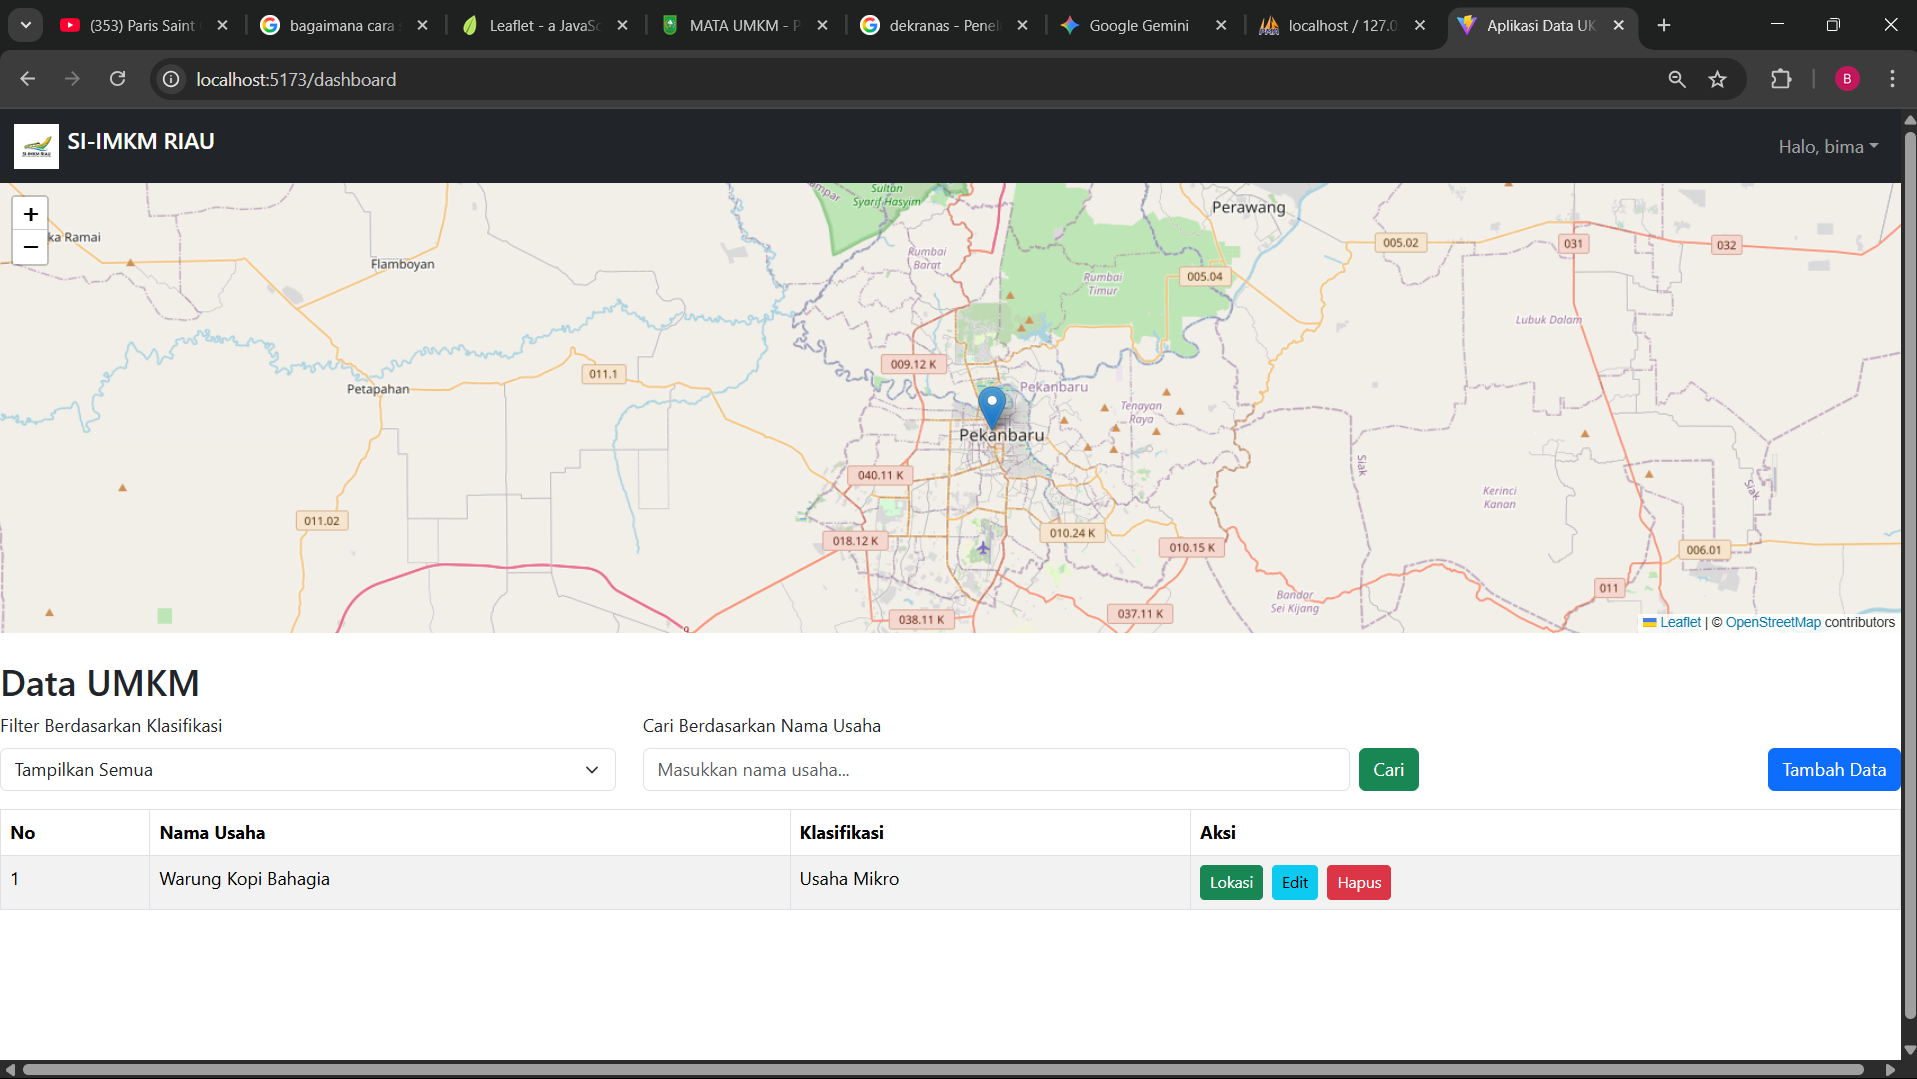 (353) Paris Saint
bagaimana cara
Leaflet - a JavaSc
MATA UMKM - P
dekranas - Peneli
Google Gemini
localhost / 127.0
Aplikasi Data UK
localhost:5173/dashboard
B
SI-IMKM RIAU
Halo, bima
+
−
ka Ramai
Flamboyan
Petapahan
Sultan
Syarif Hasyim
Perawang
Rumbai
Barat
Rumbai
Timur
005.04
005.02
031
032
Lubuk Dalam
009.12 K
011.1
Pekanbaru
Tenayan
Raya
Pekanbaru
040.11 K
Siak
Kerinci
Kanan
Siak
011.02
018.12 K
010.24 K
010.15 K
006.01
011
Bandar
Sei Kijang
038.11 K
037.11 K
Leaflet | © OpenStreetMap contributors
Data UMKM
Filter Berdasarkan Klasifikasi
Cari Berdasarkan Nama Usaha
Tampilkan Semua
Masukkan nama usaha...
Cari
Tambah Data
No Nama Usaha Klasifikasi Aksi
1 Warung Kopi Bahagia Usaha Mikro Lokasi Edit Hapus